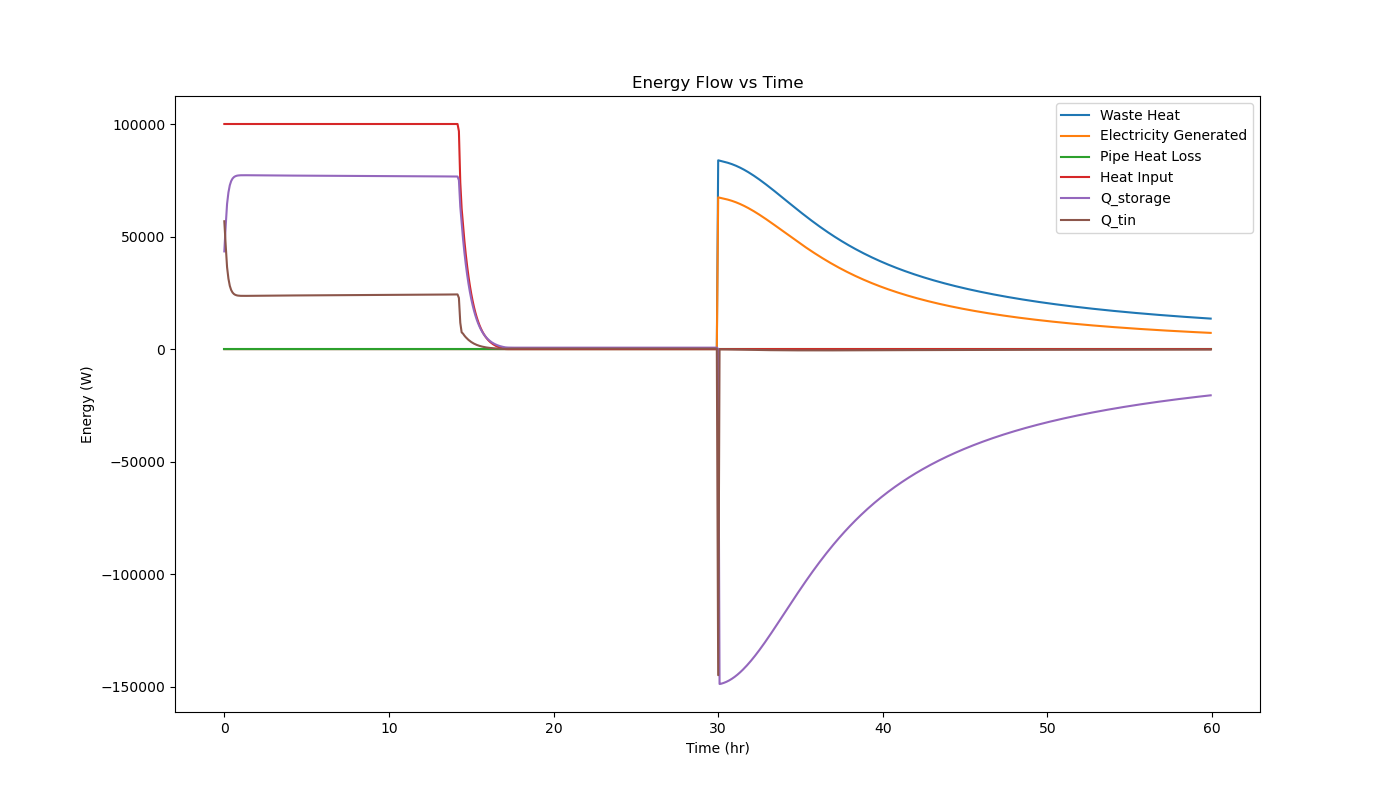 Energy Flow vs Time
Waste Heat
Electricity Generated
Pipe Heat Loss
Heat Input
Q_storage
Q_tin
100000
50000
0
−50000
−100000
−150000
Energy (W)
0 10 20 30 40 50 60
Time (hr)